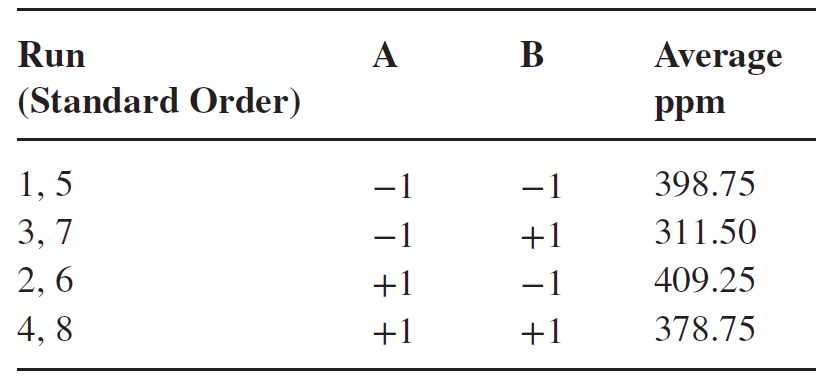 Run A B Average
(Standard Order) ppm
1, 5 −1 −1 398.75
3, 7 −1 +1 311.50
2, 6 +1 −1 409.25
4, 8 +1 +1 378.75